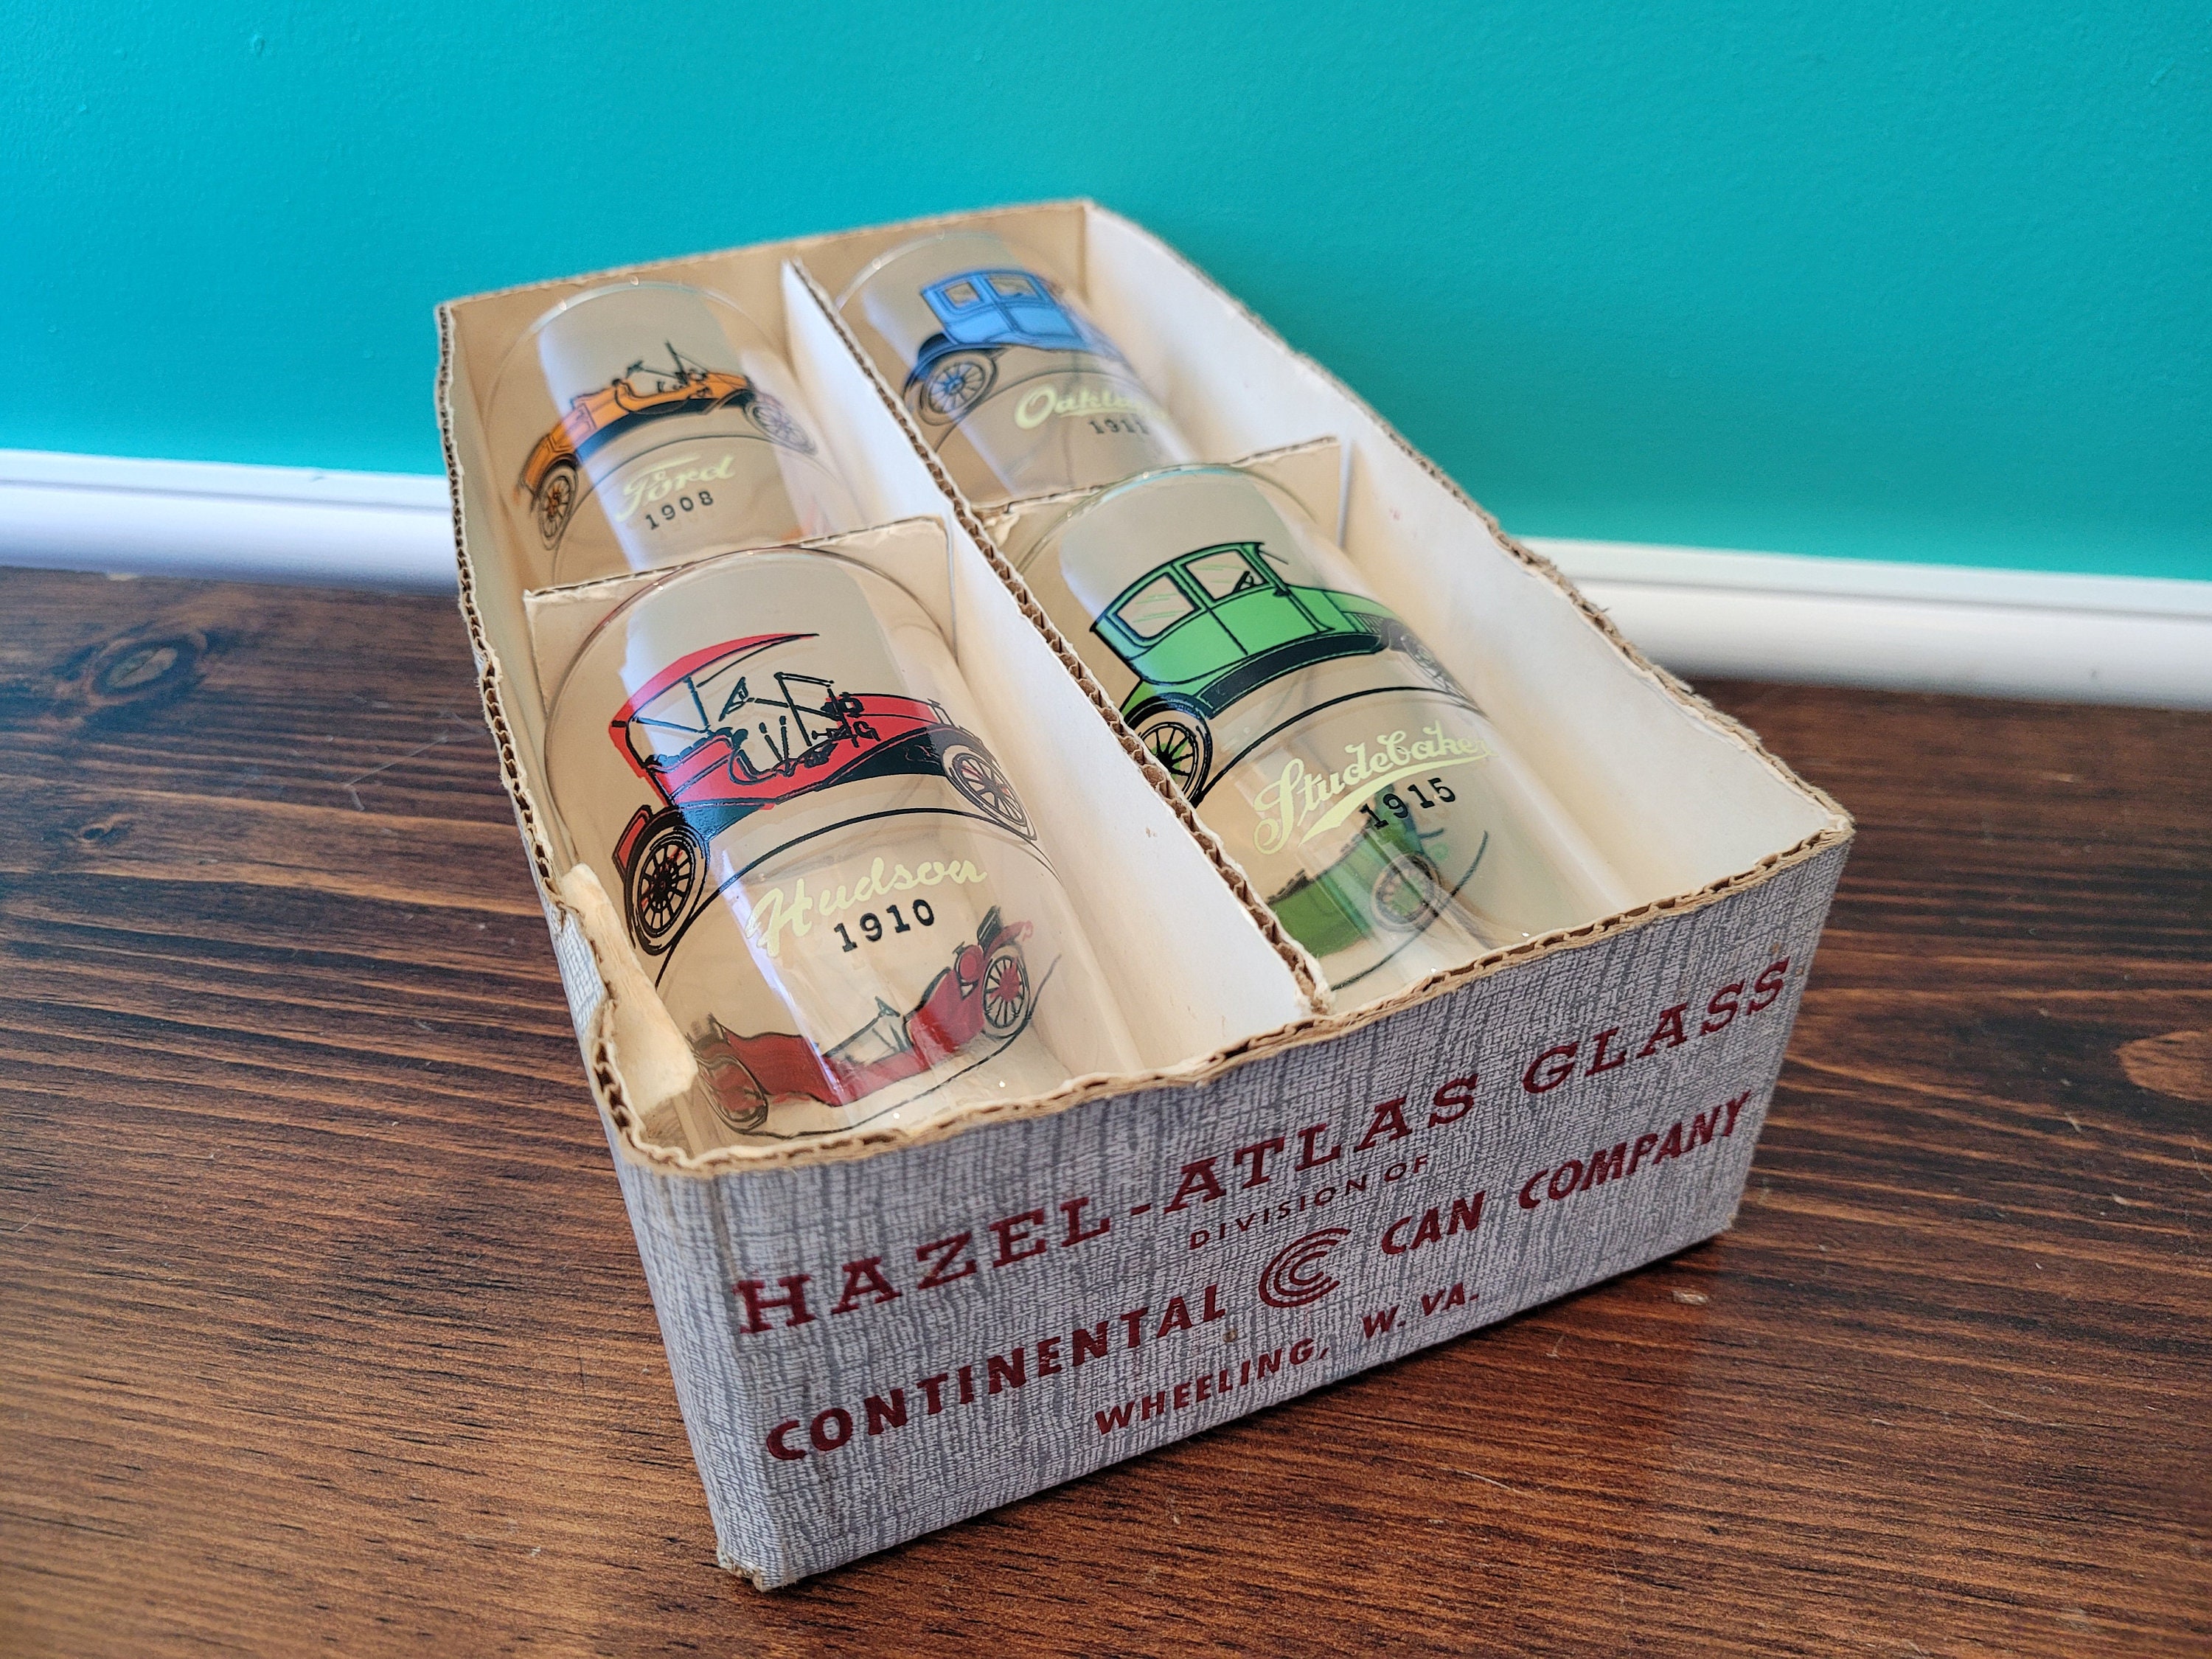 Ford
1908
Hudson
1910
Studebaker
1915
HAZEL-ATLAS GLASS
DIVISION OF
CONTINENTAL CAN COMPANY
WHEELING, W. VA.